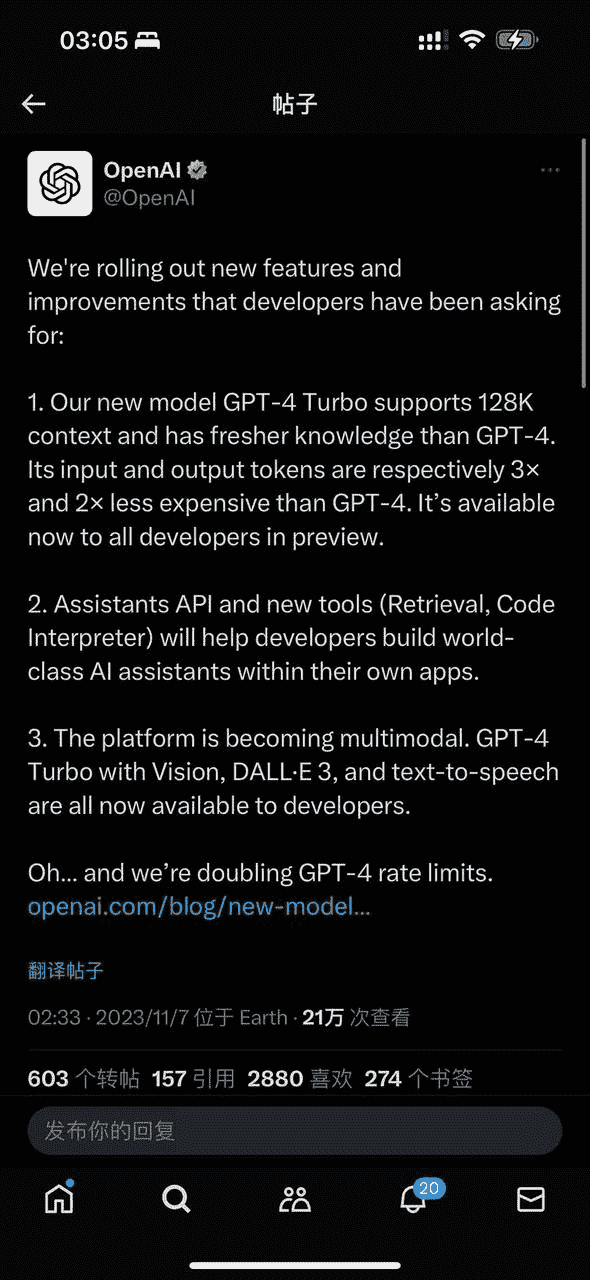 03:05
帖子
OpenAI
@OpenAI
We're rolling out new features and
improvements that developers have been asking
for:
1. Our new model GPT-4 Turbo supports 128K
context and has fresher knowledge than GPT-4.
Its input and output tokens are respectively 3×
and 2× less expensive than GPT-4. It’s available
now to all developers in preview.
2. Assistants API and new tools (Retrieval, Code
Interpreter) will help developers build world-
class AI assistants within their own apps.
3. The platform is becoming multimodal. GPT-4
Turbo with Vision, DALL·E 3, and text-to-speech
are all now available to developers.
Oh... and we’re doubling GPT-4 rate limits.
openai.com/blog/new-model...
翻译帖子
02:33 · 2023/11/7 位于 Earth · 21万 次查看
603 个转帖 157 引用 2880 喜欢 274 个书签
发布你的回复
20